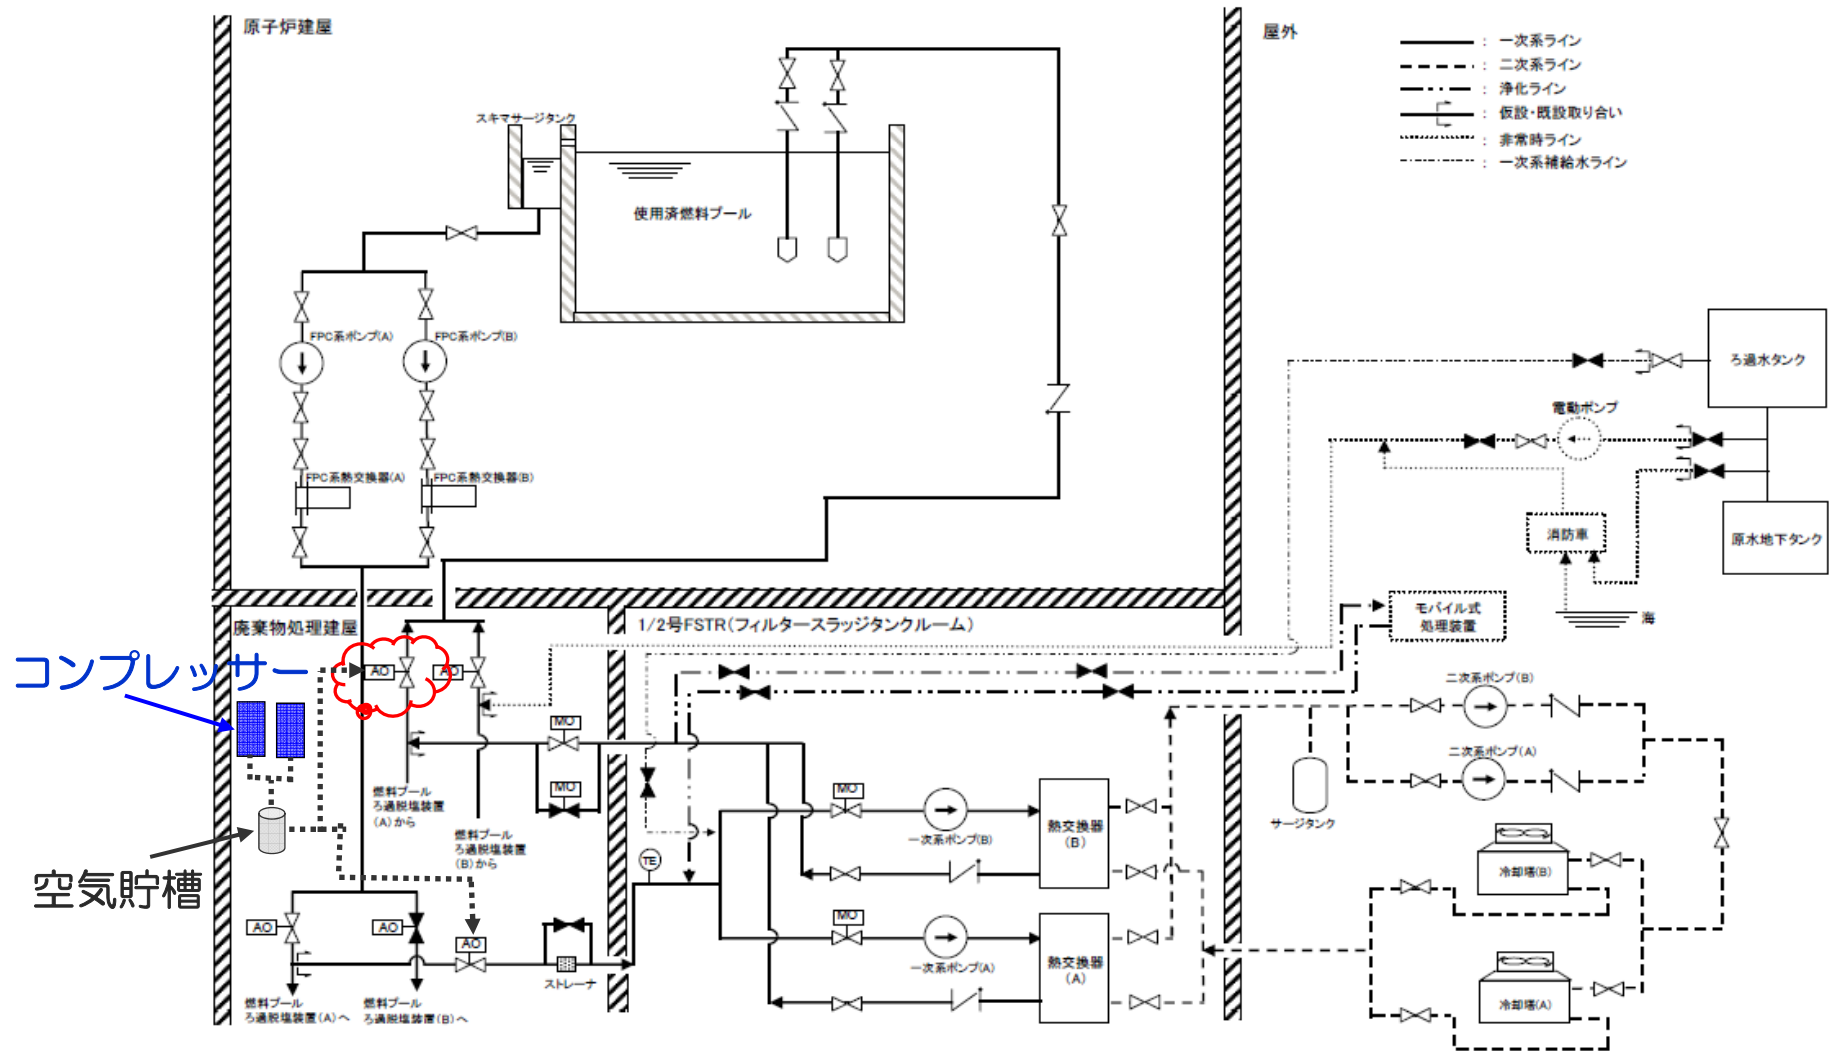 原子炉建屋
屋外
： 一次系ライン
： 二次系ライン
： 浄化ライン
： 仮設・既設取り合い
： 非常時ライン
： 一次系補給水ライン
スキマサージタンク
使用済燃料プール
FPC系ポンプ(A)
FPC系ポンプ(B)
FPC系熱交換器(A)
FPC系熱交換器(B)
ろ過水タンク
電動ポンプ
消防車
原水地下タンク
海
モバイル式
処理装置
廃棄物処理建屋
1/2号FSTR(フィルタースラッジタンクルーム)
コンプレッサー
AO
AO
MO
MO
燃料プール
ろ過脱塩装置
(A)から
燃料プール
ろ過脱塩装置
(B)から
空気貯槽
AO
AO
AO
ストレーナ
燃料プール
ろ過脱塩装置(A)へ
燃料プール
ろ過脱塩装置(B)へ
TE
MO
一次系ポンプ(B)
熱交換器
(B)
MO
一次系ポンプ(A)
熱交換器
(A)
二次系ポンプ(B)
二次系ポンプ(A)
サージタンク
冷却塔(B)
冷却塔(A)